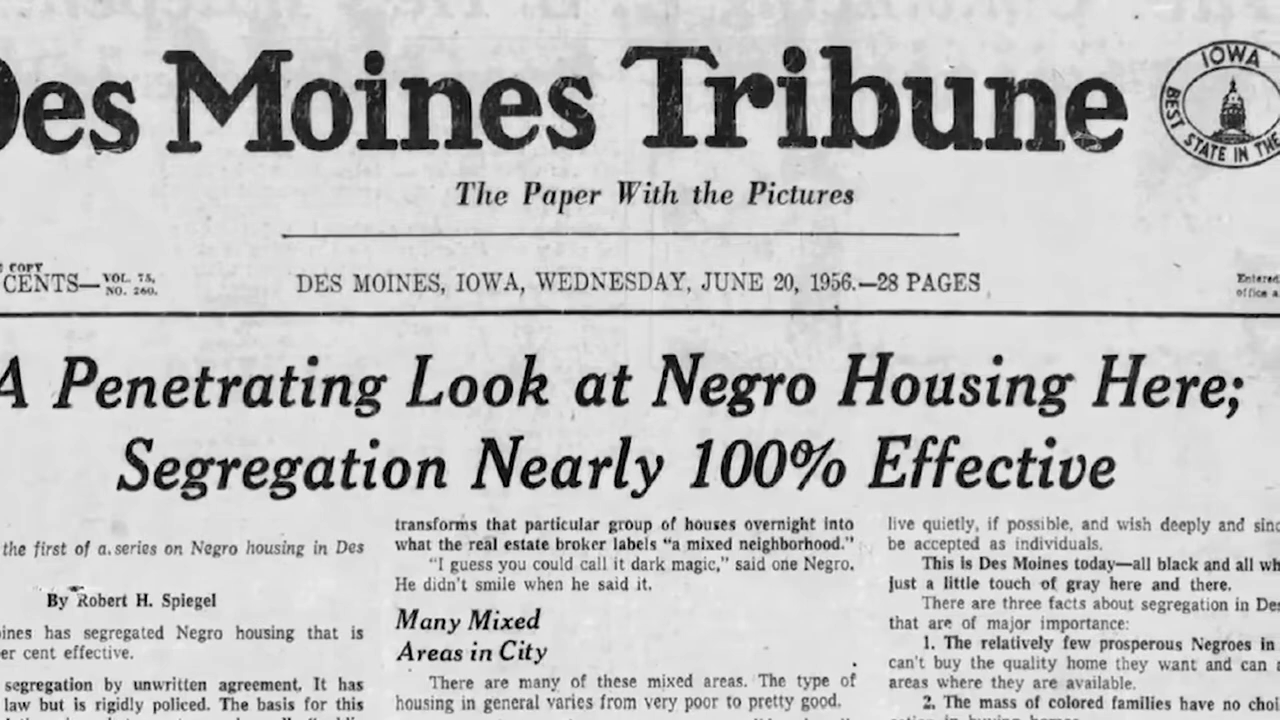 Des Moines Tribune
IOWA
BEST STATE IN THE
The Paper With the Pictures
COPY
CENTS—VOL. 75,
NO. 260.
DES MOINES, IOWA, WEDNESDAY, JUNE 20, 1956.—28 PAGES
Entered
office a
A Penetrating Look at Negro Housing Here;
Segregation Nearly 100% Effective
the first of a series on Negro housing in Des
By Robert H. Spiegel
ines has segregated Negro housing that is
er cent effective.
segregation by unwritten agreement. It has
law but is rigidly policed. The basis for this
transforms that particular group of houses overnight into
what the real estate broker labels “a mixed neighborhood.”
“I guess you could call it dark magic,” said one Negro.
He didn't smile when he said it.
Many Mixed
Areas in City
There are many of these mixed areas. The type of
housing in general varies from very poor to pretty good.
live quietly, if possible, and wish deeply and sinc
be accepted as individuals.
This is Des Moines today—all black and all wh
just a little touch of gray here and there.
There are three facts about segregation in Des
that are of major importance:
1. The relatively few prosperous Negroes in
can't buy the quality home they want and can
areas where they are available.
2. The mass of colored families have no choi